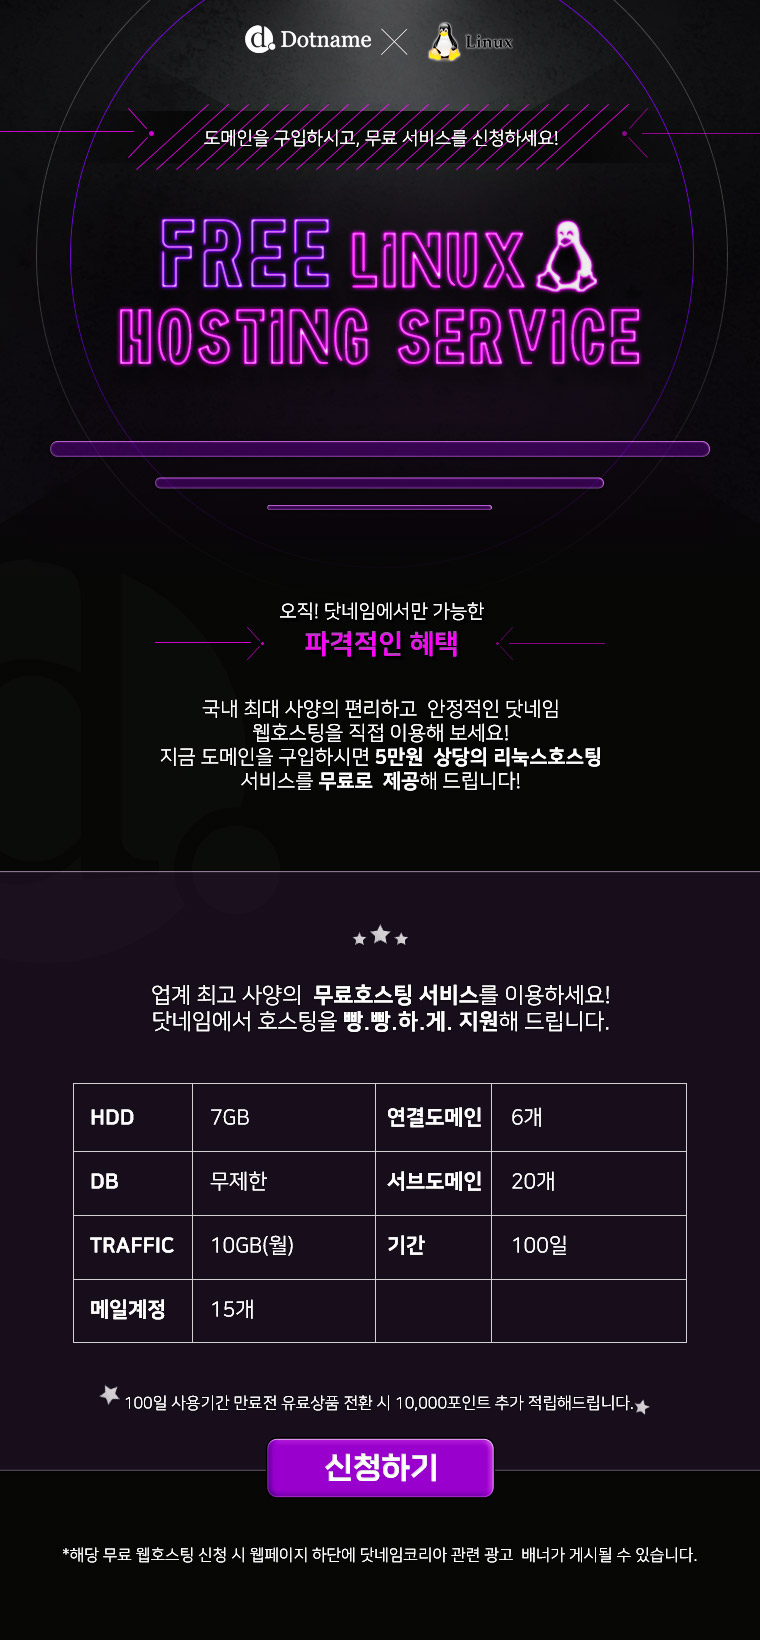 Dotname
Linux
도메인을 구입하시고, 무료 서비스를 신청하세요!
FREE LiNUX
HOSTiNG SERViCE
오직! 닷네임에서만 가능한
파격적인 혜택
국내 최대 사양의 편리하고 안정적인 닷네임
웹호스팅을 직접 이용해 보세요!
지금 도메인을 구입하시면 5만원 상당의 리눅스호스팅
서비스를 무료로 제공해 드립니다!
업계 최고 사양의 무료호스팅 서비스를 이용하세요!
닷네임에서 호스팅을 빵.빵.하.게. 지원해 드립니다.
HDD 7GB 연결도메인 6개
DB 무제한 서브도메인 20개
TRAFFIC 10GB(월) 기간 100일
메일계정 15개
100일 사용기간 만료전 유료상품 전환 시 10,000포인트 추가 적립해드립니다.
신청하기
*해당 무료 웹호스팅 신청 시 웹페이지 하단에 닷네임코리아 관련 광고 배너가 게시될 수 있습니다.